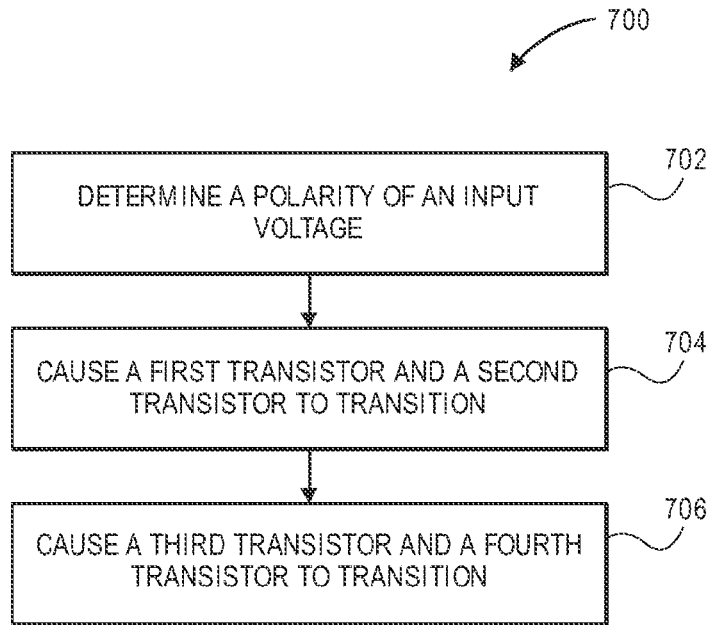 700
702
DETERMINE A POLARITY OF AN INPUT
VOLTAGE
704
CAUSE A FIRST TRANSISTOR AND A SECOND
TRANSISTOR TO TRANSITION
706
CAUSE A THIRD TRANSISTOR AND A FOURTH
TRANSISTOR TO TRANSITION